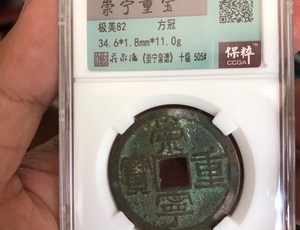 崇宁重宝
极美82 方冠
34.6*1.8mm*11.0g
《崇宁泉谱》 十级 505#
保粹
CCGA
崇
寶 重
寧